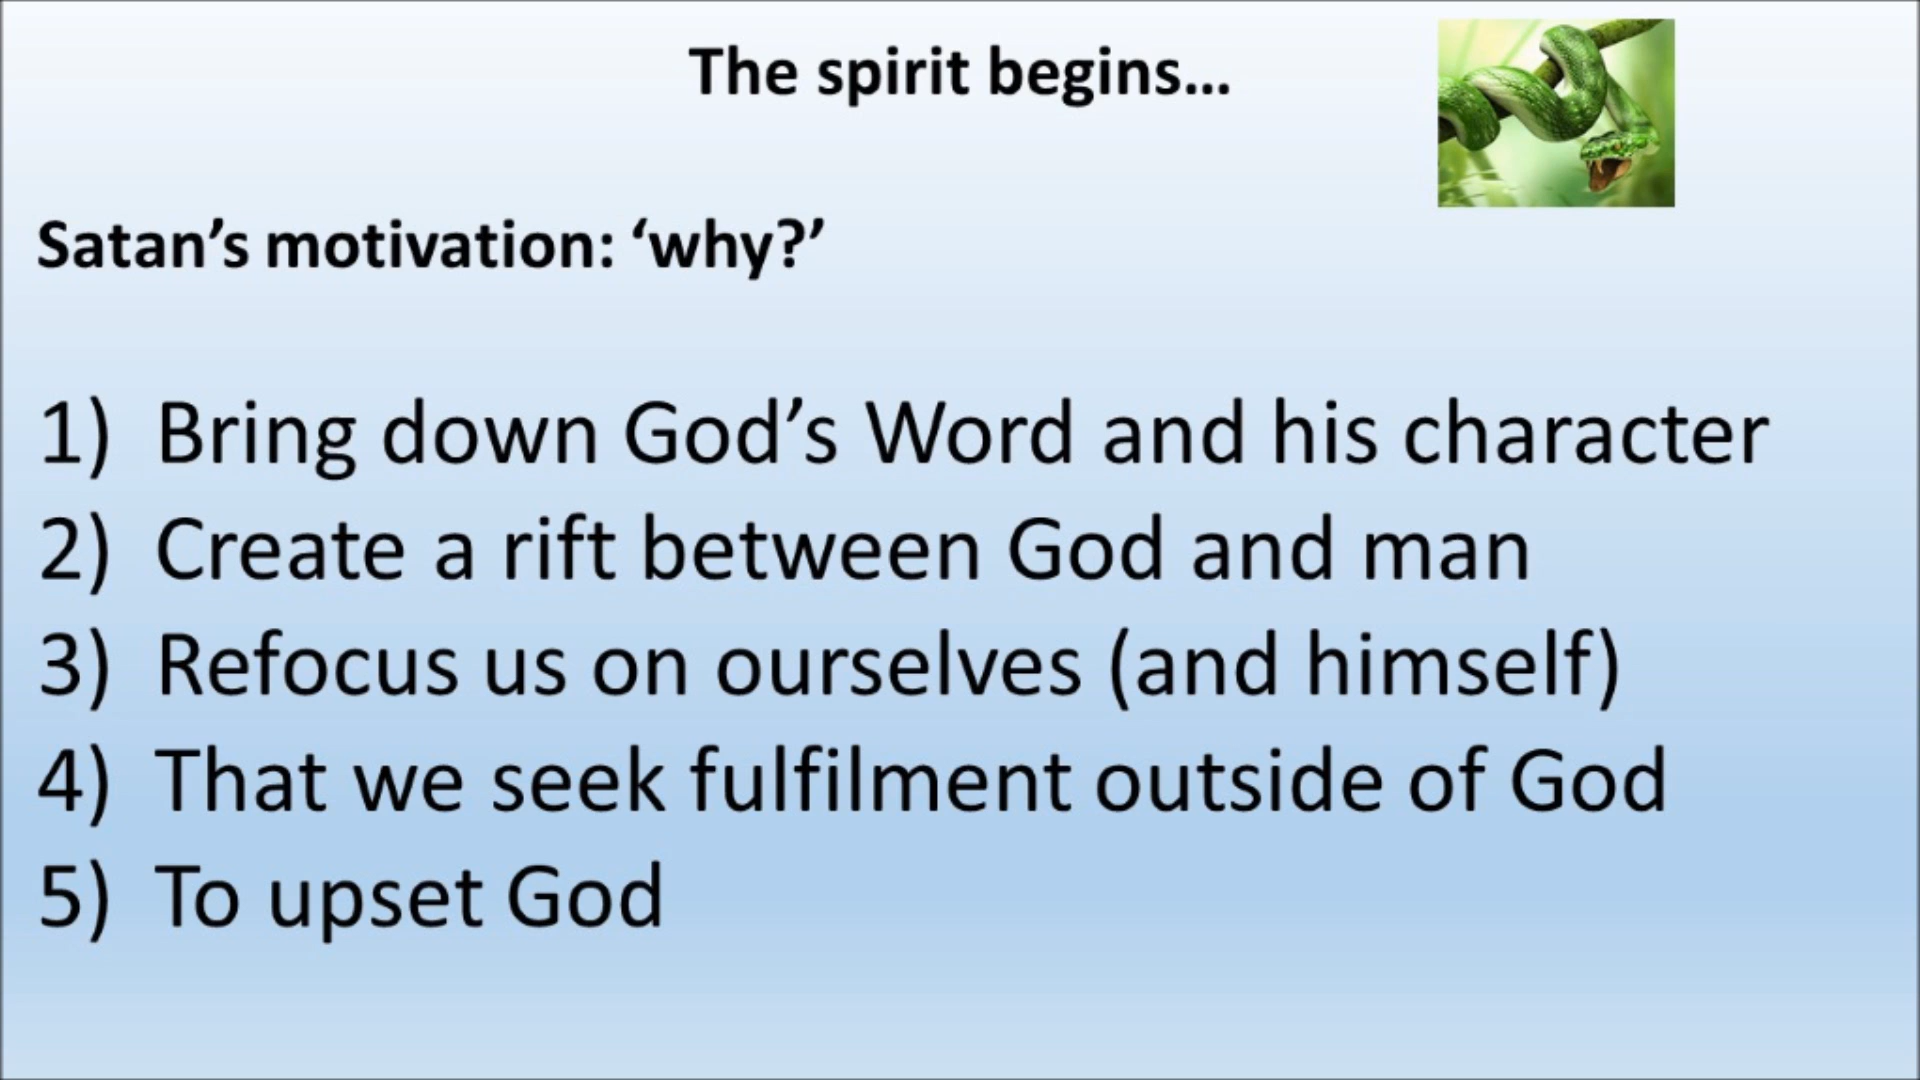 The spirit begins...
Satan’s motivation: ‘why?’
1) Bring down God’s Word and his character
2) Create a rift between God and man
3) Refocus us on ourselves (and himself)
4) That we seek fulfilment outside of God
5) To upset God